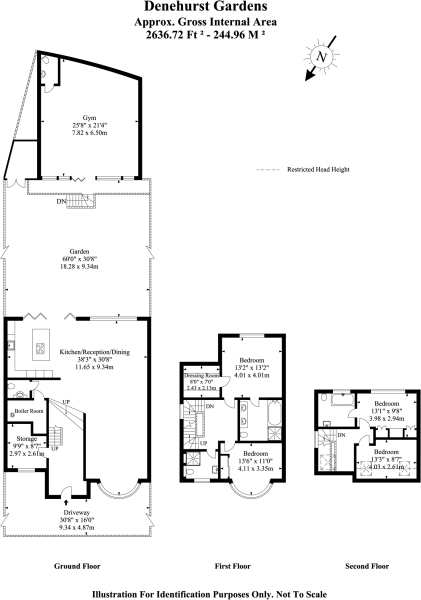 Denehurst Gardens
Approx. Gross Internal Area
2636.72 Ft ² - 244.96 M ²
N
Gym
25'8" x 21'4"
7.82 x 6.50m
Restricted Head Height
DN
Garden
60'0" x 30'8"
18.28 x 9.34m
Kitchen/Reception/Dining
38'3" x 30'8"
11.65 x 9.34m
Boiler Room
UP
Storage
9'9" x 8'7"
2.97 x 2.61m
UP
Driveway
30'8" x 16'0"
9.34 x 4.87m
Bedroom
13'2" x 13'2"
4.01 x 4.01m
Dressing Room
8'0" x 7'0"
2.43 x 2.13m
DN
UP
Bedroom
13'6" x 11'0"
4.11 x 3.35m
Bedroom
13'1" x 9'8"
3.98 x 2.94m
DN
Bedroom
13'3" x 8'7"
4.03 x 2.61m
Ground Floor
First Floor
Second Floor
Illustration For Identification Purposes Only. Not To Scale